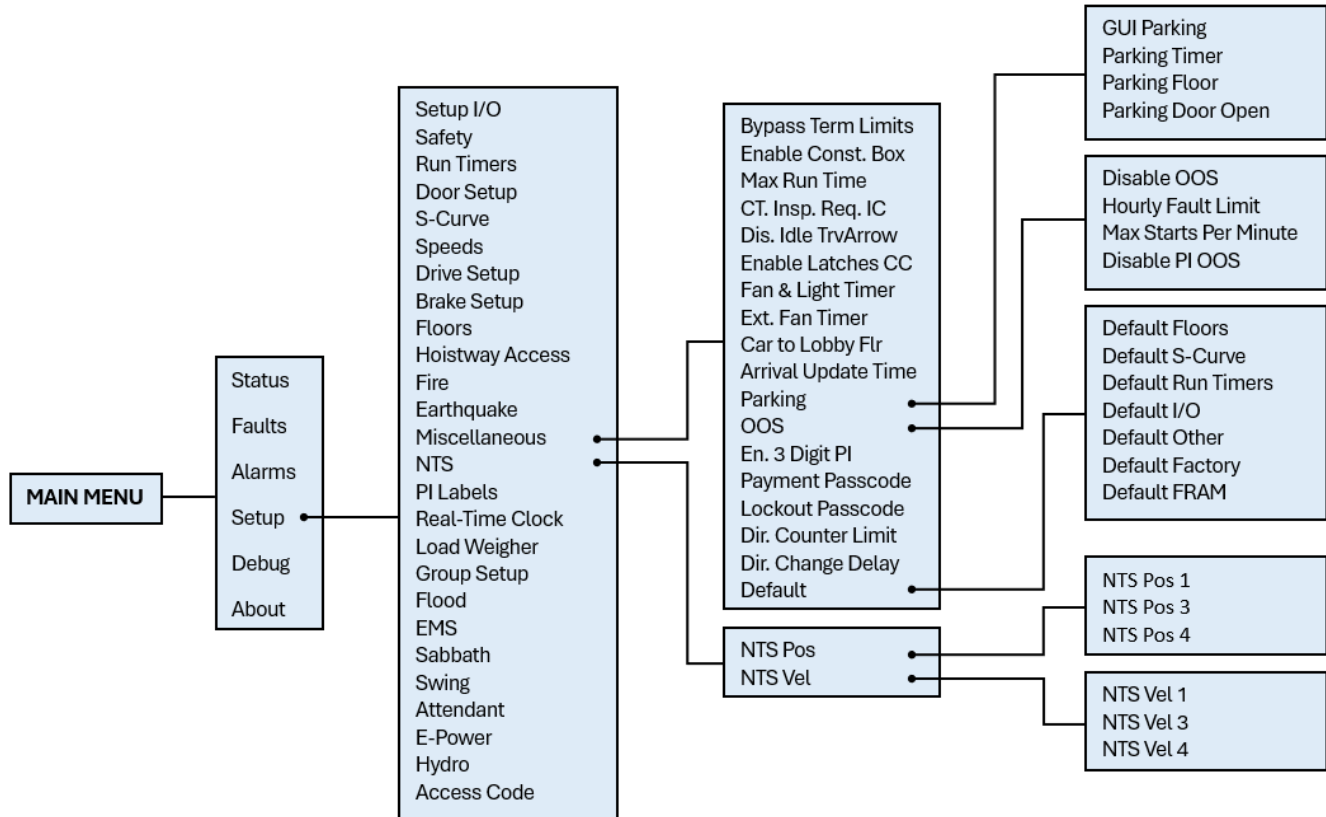 MAIN MENU
Status
Faults
Alarms
Setup
Debug
About
Setup I/O
Safety
Run Timers
Door Setup
S-Curve
Speeds
Drive Setup
Brake Setup
Floors
Hoistway Access
Fire
Earthquake
Miscellaneous
NTS
PI Labels
Real-Time Clock
Load Weigher
Group Setup
Flood
EMS
Sabbath
Swing
Attendant
E-Power
Hydro
Access Code
Bypass Term Limits
Enable Const. Box
Max Run Time
CT. Insp. Req. IC
Dis. Idle TrvArrow
Enable Latches CC
Fan & Light Timer
Ext. Fan Timer
Car to Lobby Flr
Arrival Update Time
Parking
OOS
En. 3 Digit PI
Payment Passcode
Lockout Passcode
Dir. Counter Limit
Dir. Change Delay
Default
NTS Pos
NTS Vel
GUI Parking
Parking Timer
Parking Floor
Parking Door Open
Disable OOS
Hourly Fault Limit
Max Starts Per Minute
Disable PI OOS
Default Floors
Default S-Curve
Default Run Timers
Default I/O
Default Other
Default Factory
Default FRAM
NTS Pos 1
NTS Pos 3
NTS Pos 4
NTS Vel 1
NTS Vel 3
NTS Vel 4